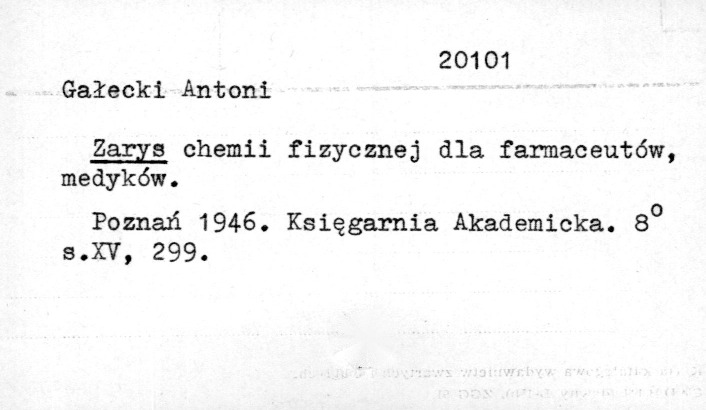 20101
Gałecki Antoni
Zarys chemii fizycznej dla farmaceutów,
medyków.
Poznań 1946. Księgarnia Akademicka. 8°
s.XV, 299.